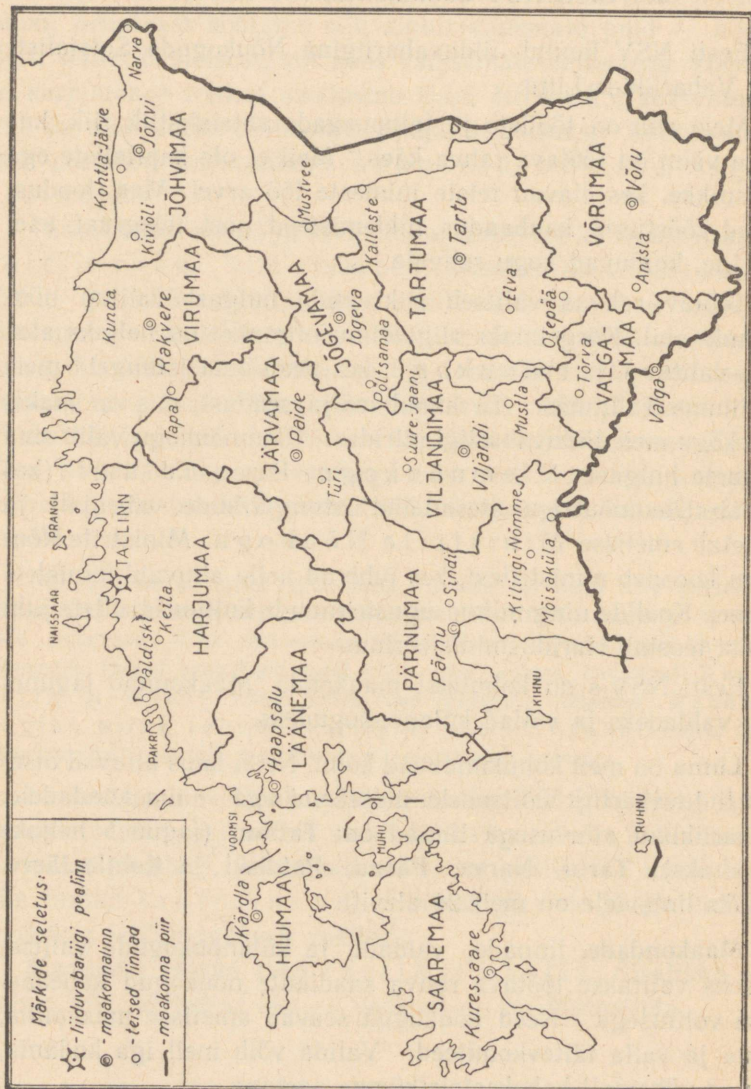 Märkide seletus:
liiduvabariigi pealinn
maakonnalinn
teised linnad
maakonna piir
NAISSAAR
PRANGLI
TALLINN
PAKRI
Paldiski
Keila
HARJUMAA
Kunda
Rakvere
Tapa
VIRUMAA
Narva
Kohtla-Järve
Jõhvi
Kiviõli
JÕHVIMAA
JÄRVAMAA
Paide
Türi
JÕGEVAMAA
Jõgeva
Mustvee
Põltsamaa
Kallaste
VORMSI
Haapsalu
LÄÄNEMAA
Kärdla
HIIUMAA
MUHU
SAAREMAA
Kuressaare
RUHNU
KIHNU
PÄRNUMAA
Pärnu
Sindi
Kilingi-Nõmme
Mõisaküla
Suure-Jaani
VILJANDIMAA
Viljandi
Mustla
TARTUMAA
Tartu
Elva
Otepää
Tõrva
VALGA-
MAA
Valga
VÕRUMAA
Võru
Antsla